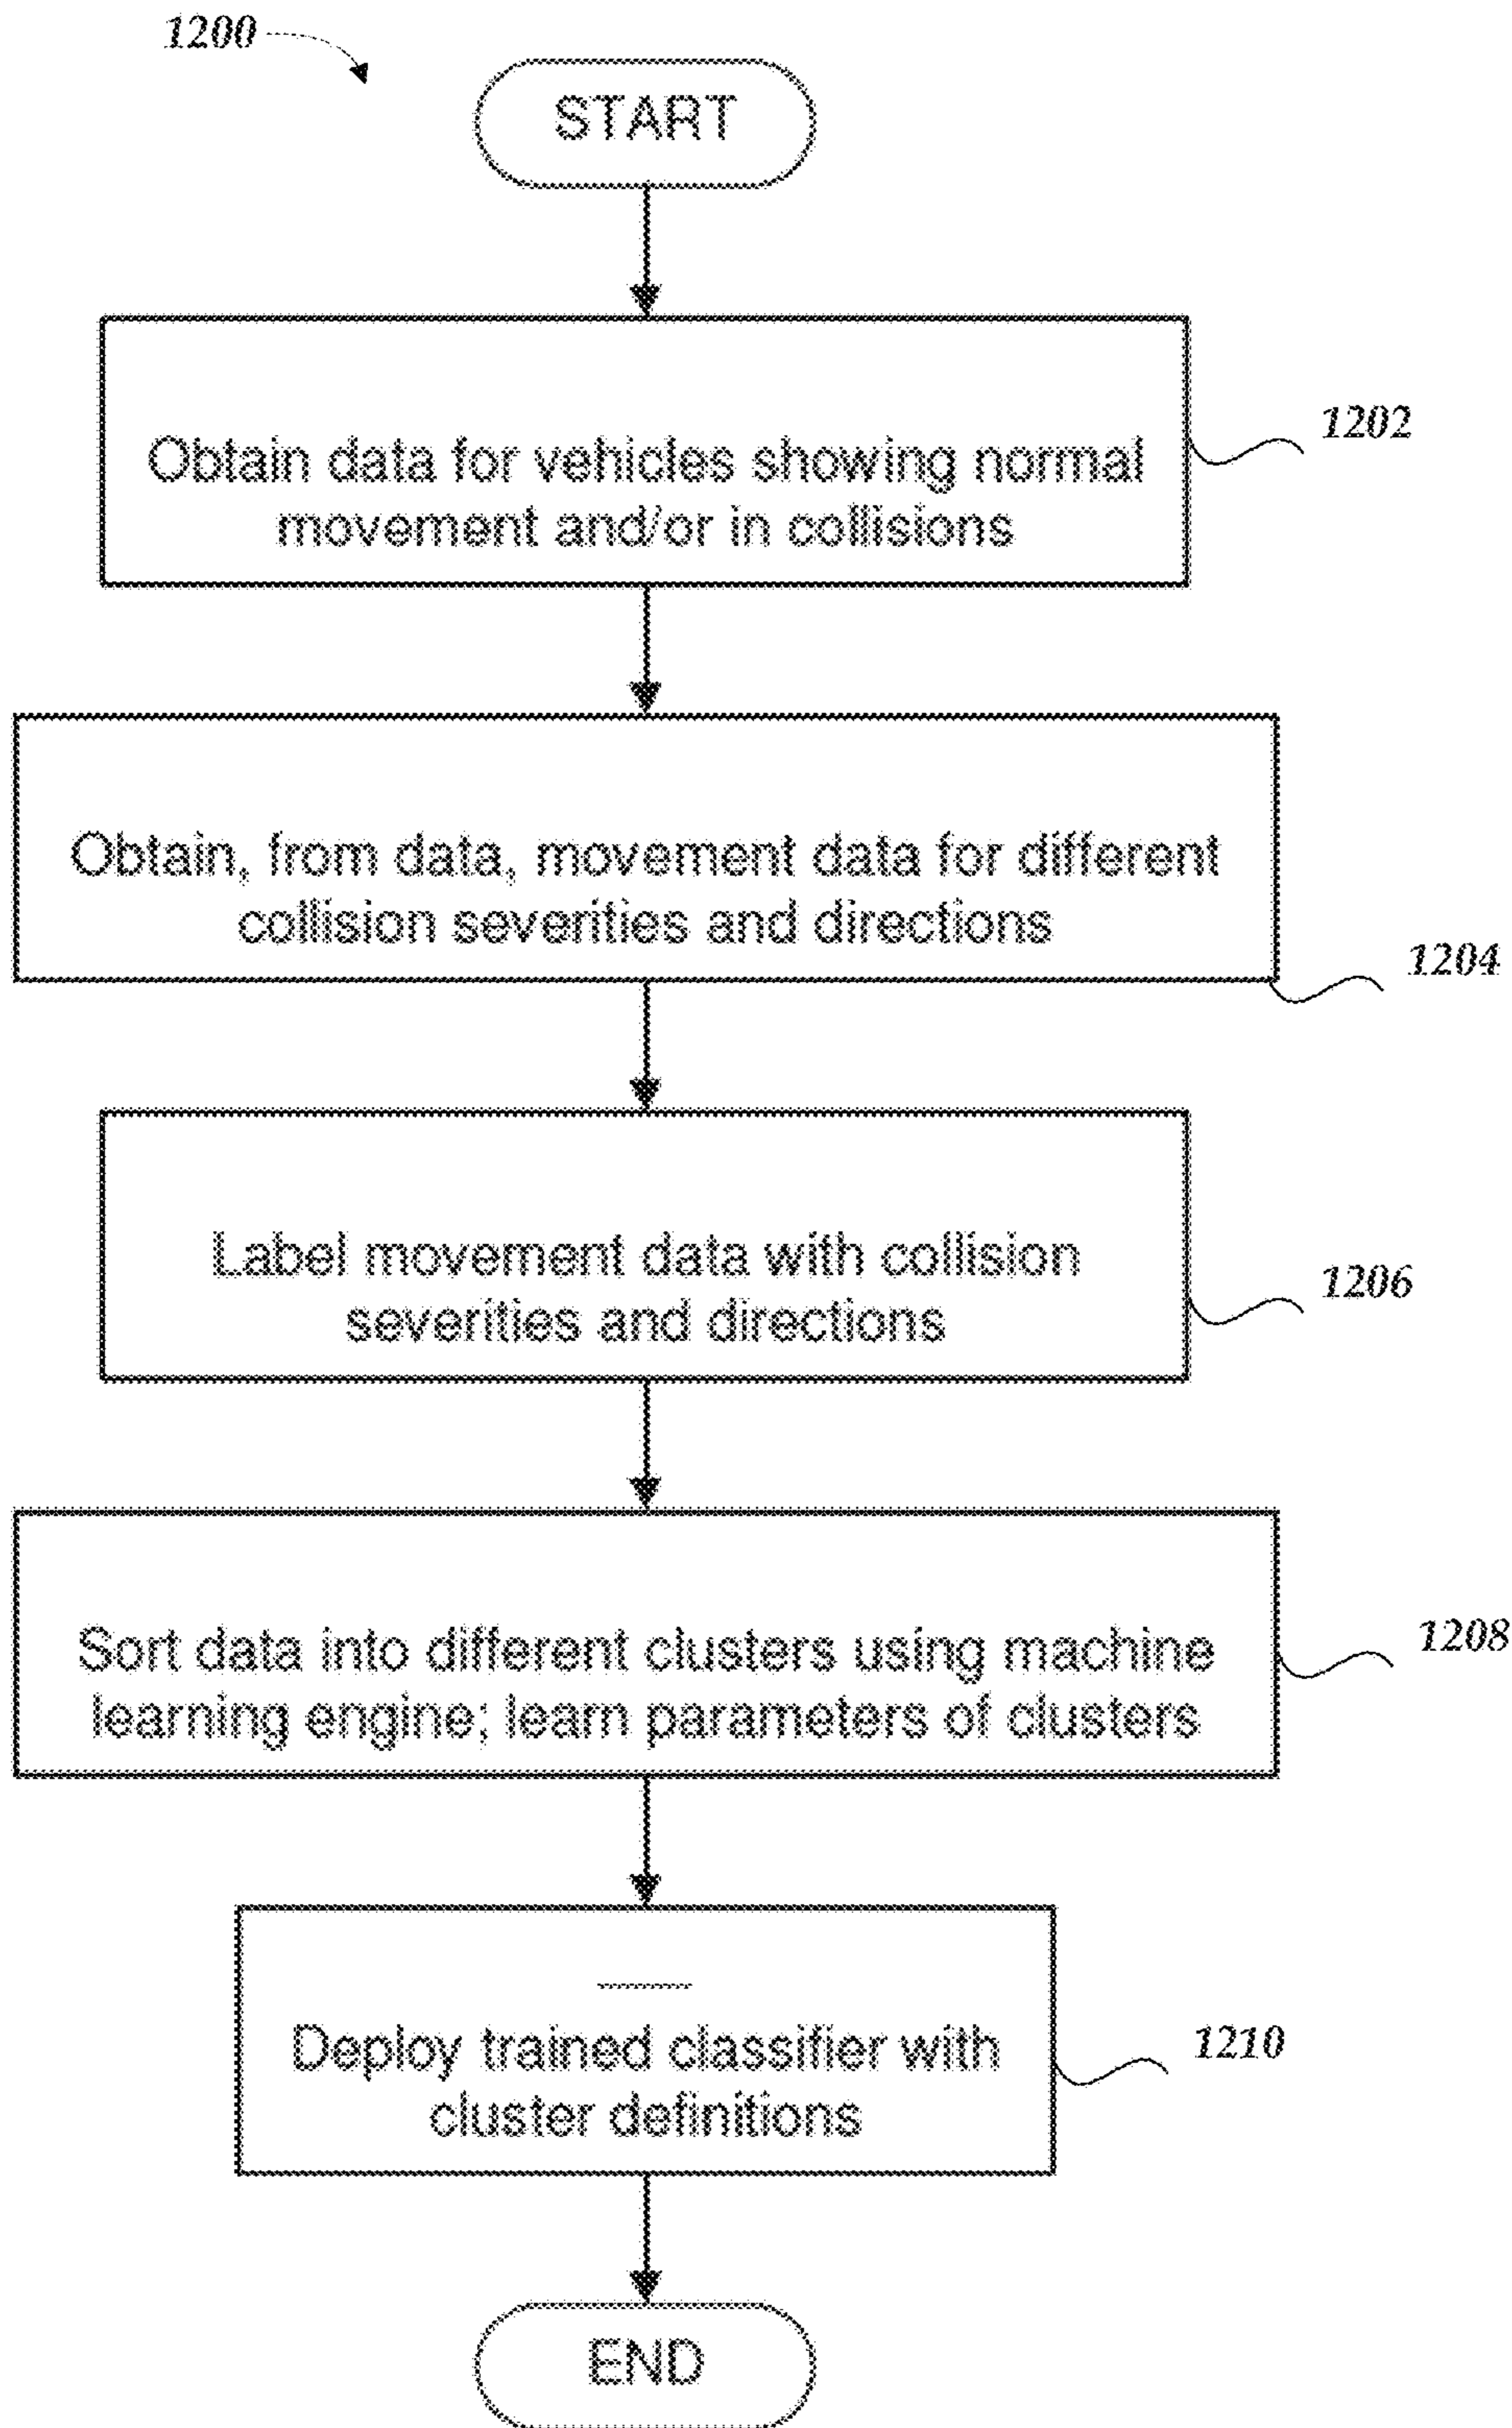 1200
START
Obtain data for vehicles showing normal
movement and/or in collisions
1202
Obtain, from data, movement data for different
collision severities and directions
1204
Label movement data with collision
severities and directions
1206
Sort data into different clusters using machine
learning engine; learn parameters of clusters
1208
Deploy trained classifier with
cluster definitions
1210
END